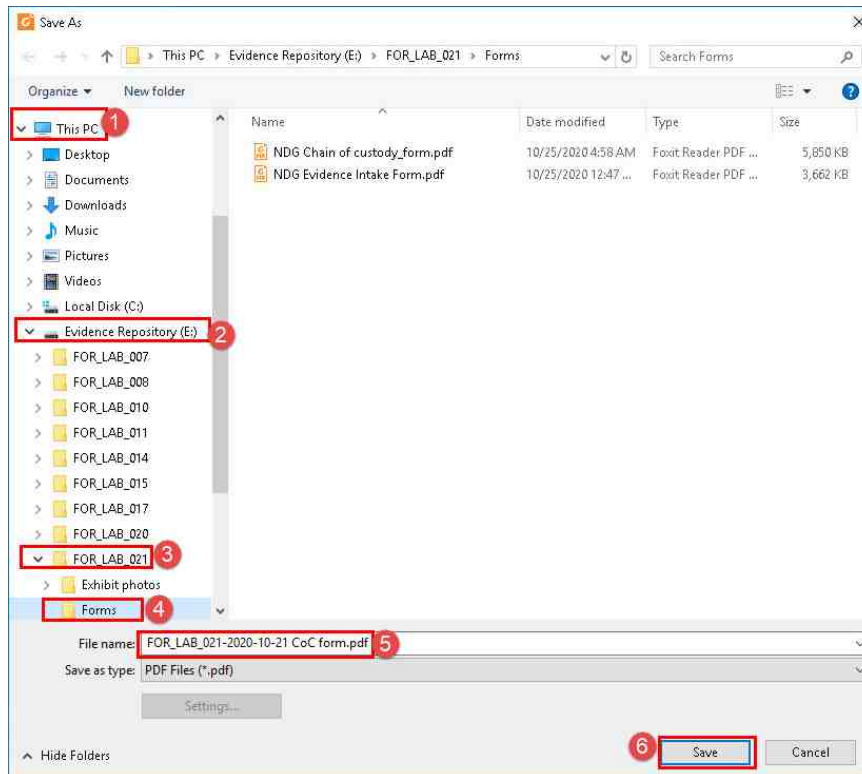 Save As
This PC > Evidence Repository (E:) > FOR_LAB_021 > Forms
Search Forms
Organize
New folder
?
This PC
1
Desktop
Documents
Downloads
Music
Pictures
Videos
Local Disk (C:)
Evidence Repository (E:)
2
FOR_LAB_007
FOR_LAB_008
FOR_LAB_010
FOR_LAB_011
FOR_LAB_014
FOR_LAB_015
FOR_LAB_017
FOR_LAB_020
FOR_LAB_021
3
Exhibit photos
Forms
4
Name Date modified Type Size
NDG Chain of custody_form.pdf 10/25/2020 4:58 AM Foxit Reader PDF ... 5,850 KB
NDG Evidence Intake Form.pdf 10/25/2020 12:47 ... Foxit Reader PDF ... 3,662 KB
File name: FOR_LAB_021-2020-10-21 CoC form.pdf
5
Save as type: PDF Files (*.pdf)
Settings...
Hide Folders
6
Save
Cancel